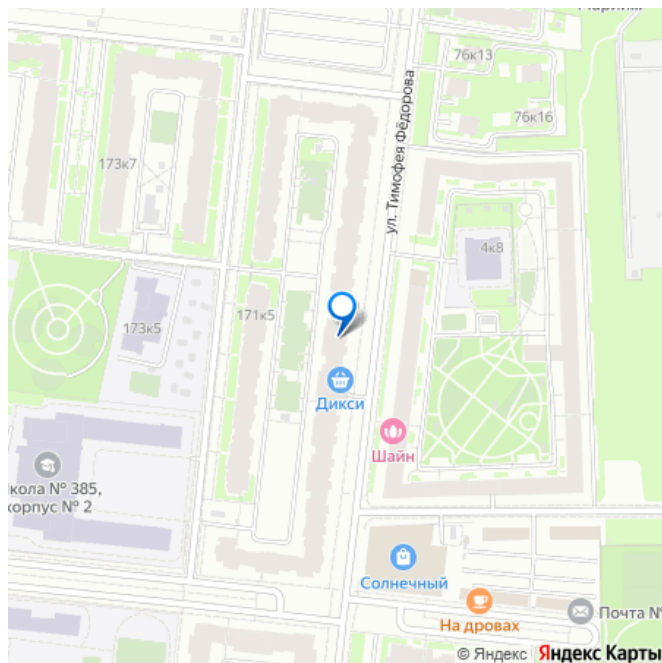 76к13
ул. Тимофея Фёдорова
76к16
173к7
4к8
171к5
173к5
Дикси
Шайн
кола № 385,
корпус № 2
Солнечный
На дровах
Почта №
© Яндекс Яндекс Карты